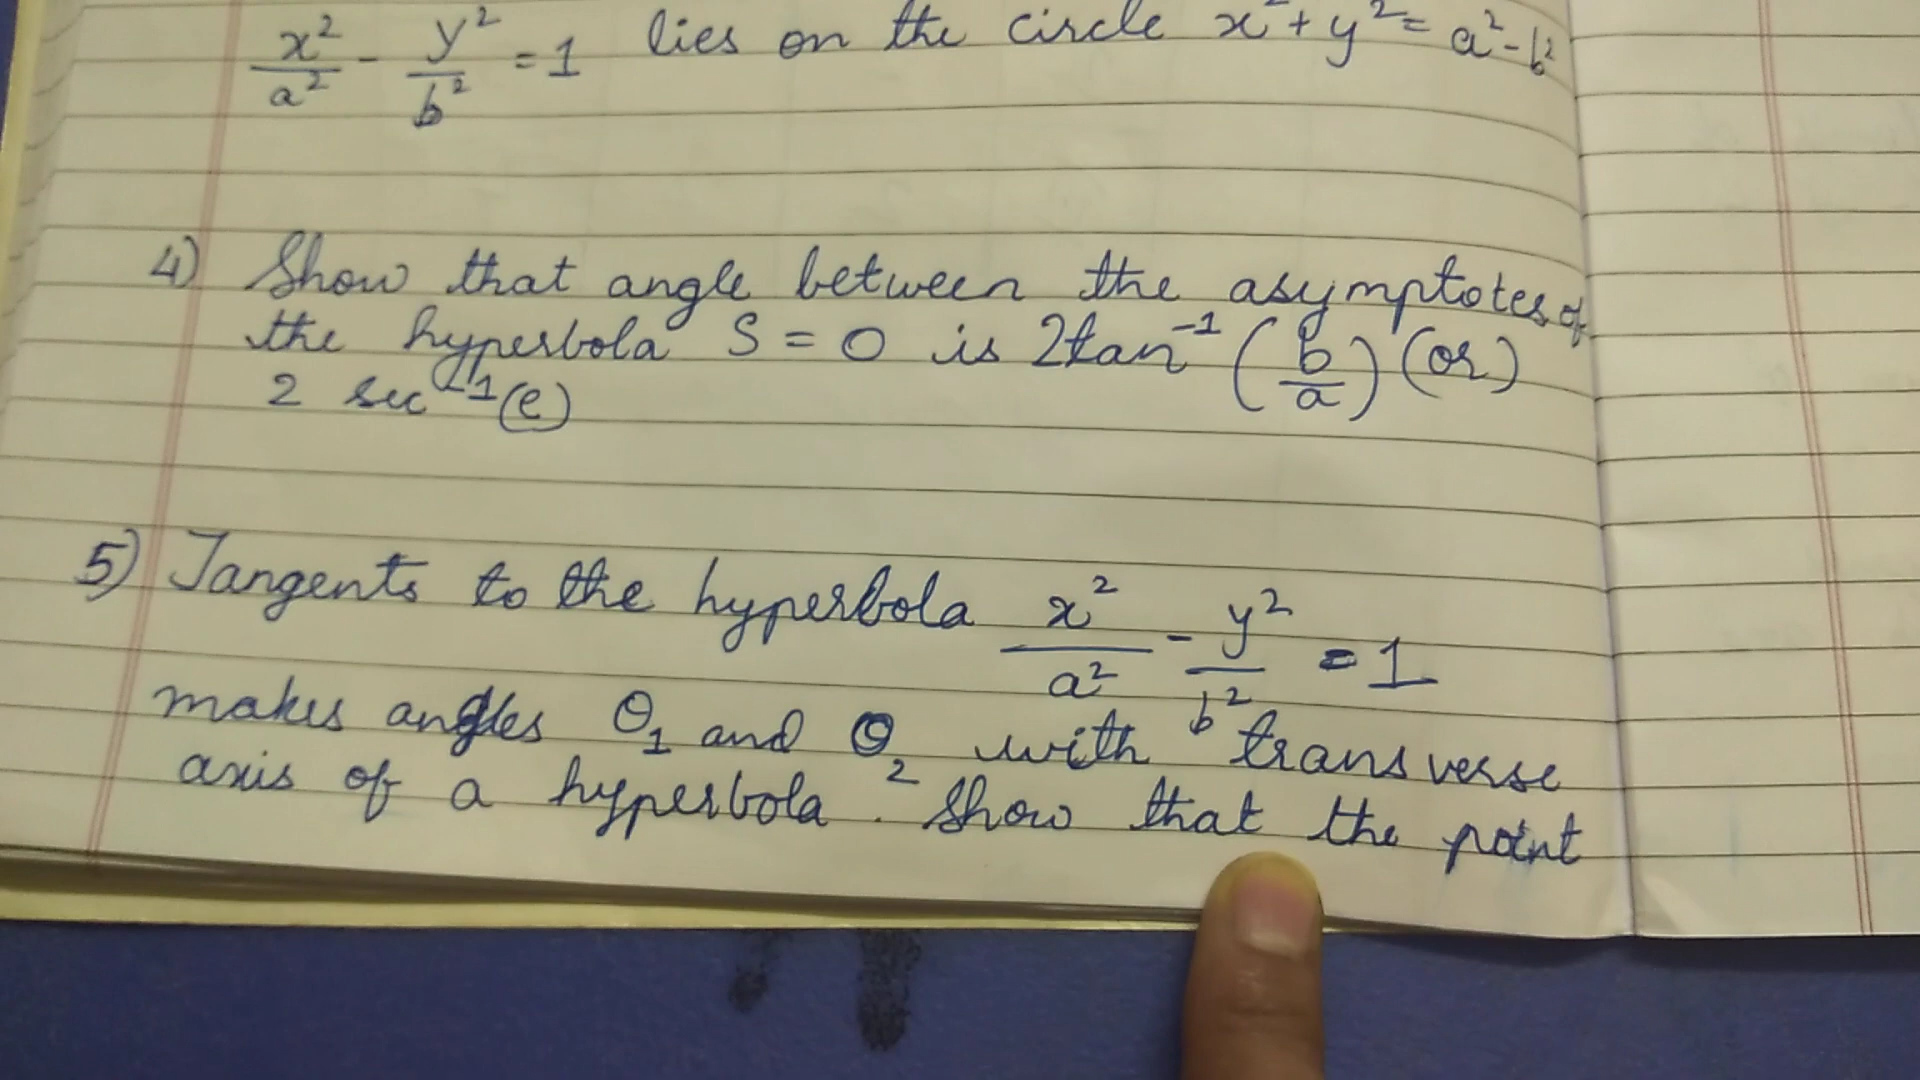 x²/a² - y²/b² = 1 lies on the circle x² + y² = a² - b²
4) Show that angle between the asymptotes of
the hyperbola S = 0 is 2tan⁻¹ (b/a) (or)
2 sec⁻¹(e)
5) Tangents to the hyperbola x²/a² - y²/b² = 1
makes angles θ₁ and θ₂ with transverse
axis of a hyperbola. Show that the point